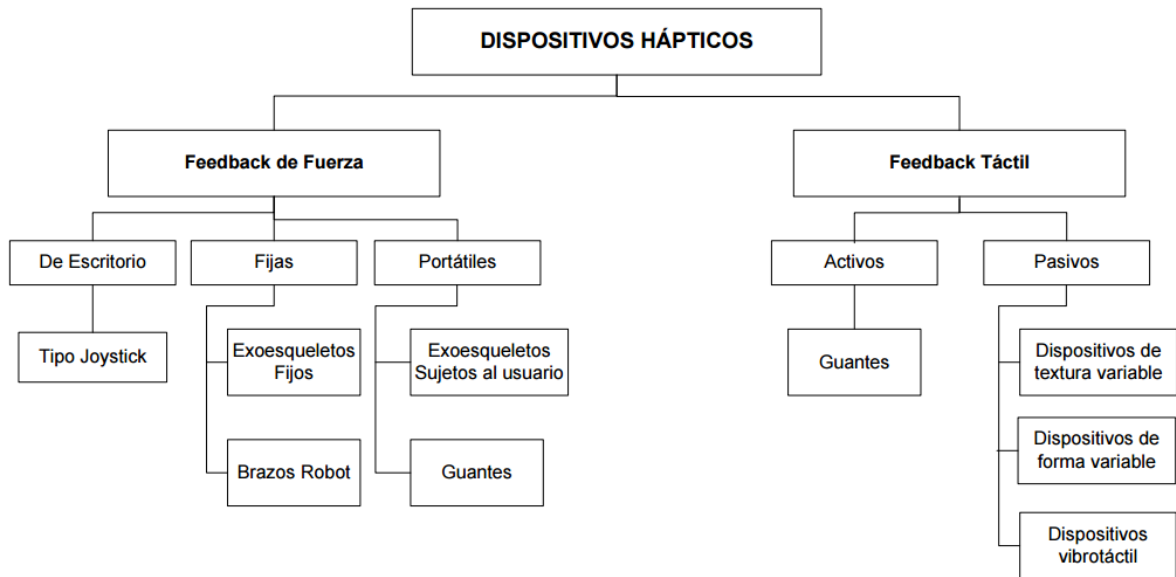 DISPOSITIVOS HÁPTICOS
Feedback de Fuerza
Feedback Táctil
De Escritorio
Fijas
Portátiles
Activos
Pasivos
Tipo Joystick
Exoesqueletos
Fijos
Exoesqueletos
Sujetos al usuario
Guantes
Dispositivos de
textura variable
Brazos Robot
Guantes
Dispositivos de
forma variable
Dispositivos
vibrotáctil